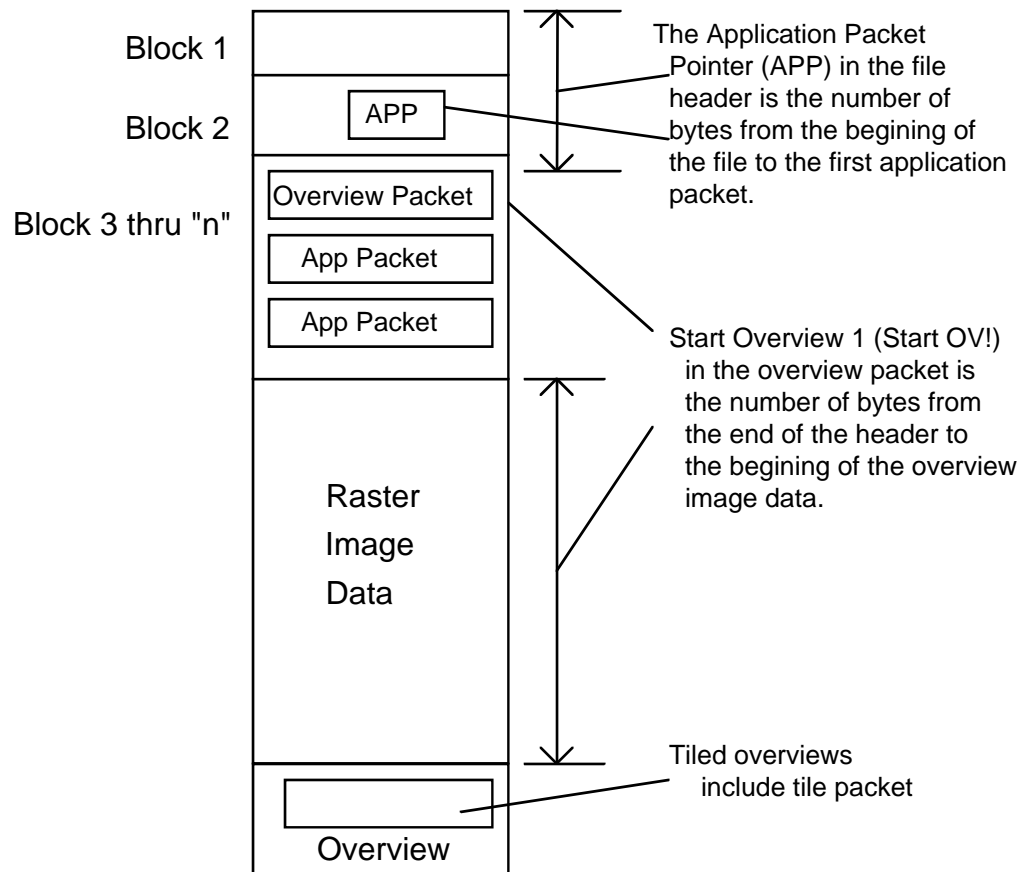 Block 1
Block 2
APP
The Application Packet
Pointer (APP) in the file
header is the number of
bytes from the begining of
the file to the first application
packet.
Block 3 thru "n"
Overview Packet
App Packet
App Packet
Start Overview 1 (Start OV!)
in the overview packet is
the number of bytes from
the end of the header to
the begining of the overview
image data.
Raster
Image
Data
Tiled overviews
include tile packet
Overview